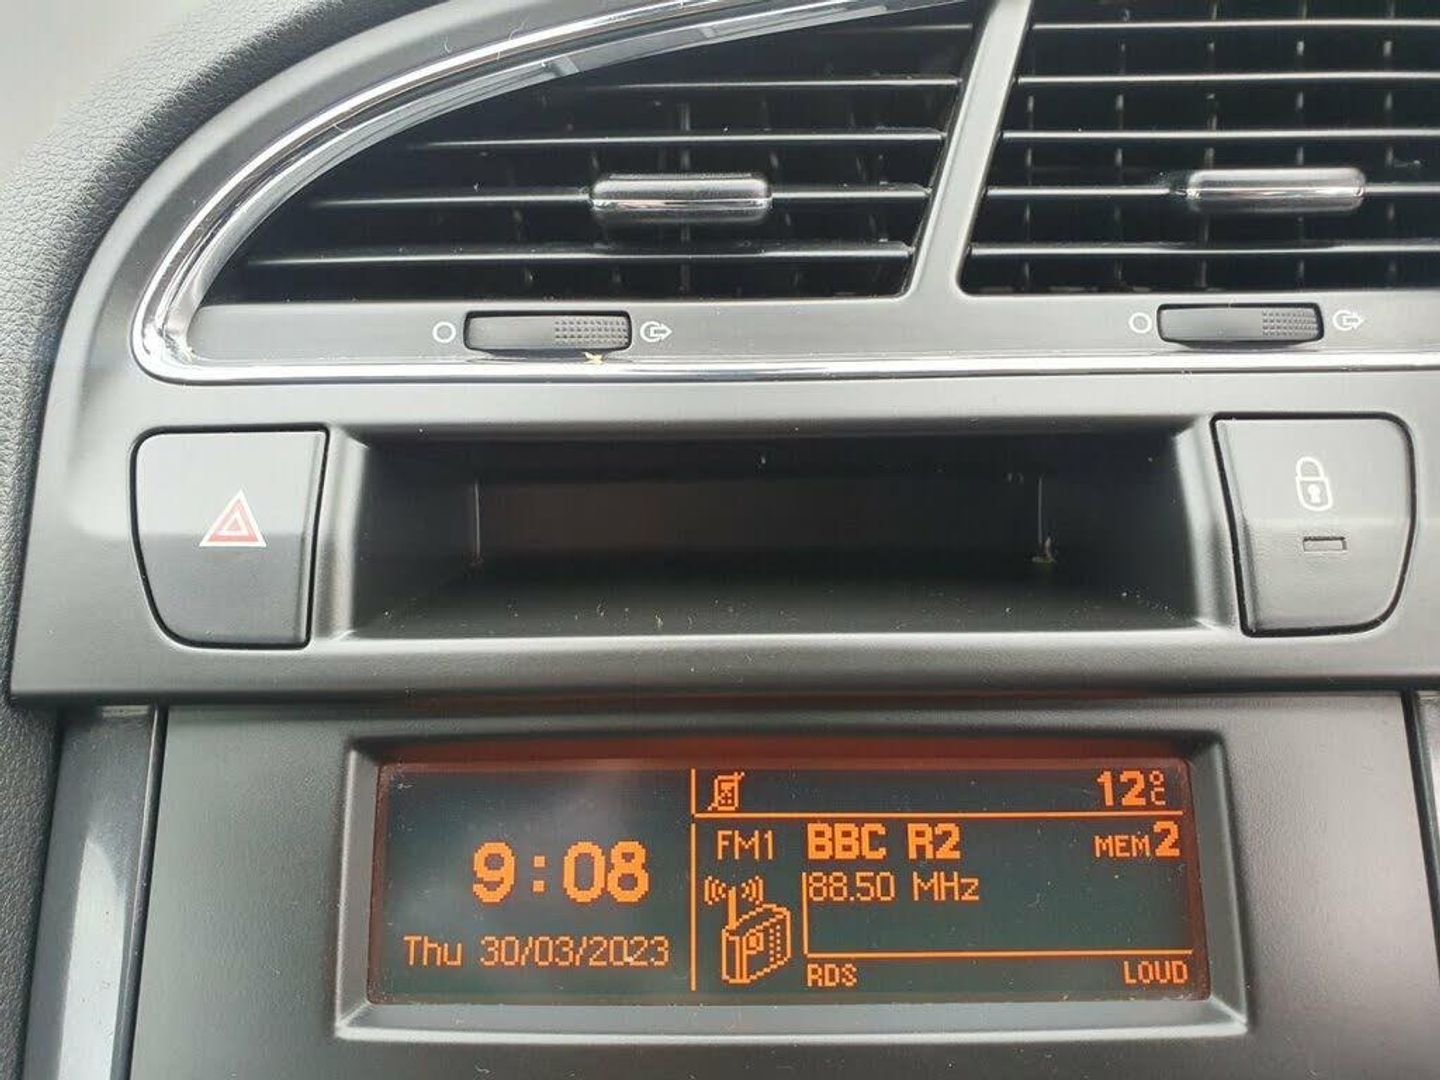 12°C
FM1 BBC R2 MEM2
88.50 MHz
9:08
Thu 30/03/2023
RDS LOUD